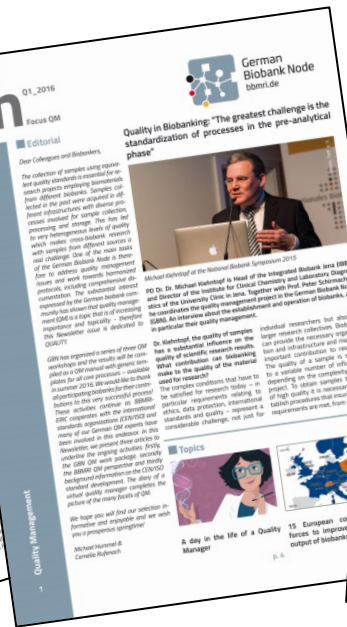 n
Q1_2016
Focus QM
German
Biobank Node
bbmri.de
Editorial
Dear Colleagues and Biobankers,
The collection of samples using equiva-
lent quality standards is essential for re-
search projects employing biomaterials
from different biobanks. Samples col-
lected in the past were acquired in dif-
ferent infrastructures with diverse pro-
cesses involved for sample collection,
processing and storage. This has led
to very heterogeneous levels of quality
which makes cross-biobank research
with samples from different sources a
real challenge. One of the main tasks
of the German Biobank Node is there-
fore to address quality management
issues and work towards harmonized
protocols, including comprehensive do-
cumentation. The substantial interest
expressed by the German biobank com-
munity has shown that quality manage-
ment (QM) is a topic that is of increasing
importance and topicality - therefore
this Newsletter issue is dedicated to
QUALITY.
GBN has organised a series of three QM
workshops and the results will be com-
piled as a QM manual with generic tem-
plates for all core processes – available
in summer 2016. We would like to thank
all participating biobanks for their contri-
butions to this very successful process!
These activities continue as BBMRI-
ERIC cooperates with the international
standards organizations (CEN/ISO) and
many of our German QM experts have
been involved in this endeavor. In this
Newsletter, we present three articles to
underline the ongoing activities: firstly,
the GBN QM work package, secondly
the BBMRI QM perspective and thirdly
background information on the CEN/ISO
standard development. The diary of a
virtual quality manager completes the
picture of the many facets of QM.
We hope you will find our selection in-
formative and enjoyable and we wish
you a prosperous springtime!
Michael Hummel &
Cornelia Rufenach
Quality Management
1
Quality in Biobanking: "The greatest challenge is the
standardization of processes in the pre-analytical
phase"
Michael Kiehntopf at the National Biobank Symposium 2015
PD Dr. Dr. Michael Kiehntopf is Head of the Integrated Biobank Jena (IBBJ)
and Director of the Institute for Clinical Chemistry and Laboratory Diagno
stics of the University Clinic in Jena. Together with Prof. Peter Schirmach
he coordinates the quality management project in the German Biobank No
(GBN). An interview about the establishment and operation of biobanks, a
in particular their quality management.
Dr. Kiehntopf, the quality of samples
has a substantial influence on the
quality of scientific research results.
What contribution can biobanking
make to the quality of the material
used for research?
The complex conditions that have to
be satisfied for research today – in
particular requirements relating to
ethics, data protection, international
standards and quality – represent a
considerable challenge, not just for
individual researchers but also
larger research collectives. Biob
can provide the necessary orga
tion and infrastructure and ma
important contribution to res
The quality of a sample is s
to a variable number of infl
depending on the complexity
project. To obtain samples
of high quality it is necessar
tablish procedures that ensur
requirements are met, from
Topics
A day in the life of a Quality
Manager
p. 6
15 European co
forces to improve
output of biobanks